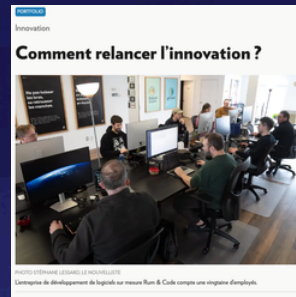 PORTFOLIO
Innovation
Comment relancer l'innovation ?
PHOTO STÉPHANE LESSARD, LE NOUVELLISTE
L'entreprise de développement de logiciels sur mesure Rum & Code compte une vingtaine d'employés.